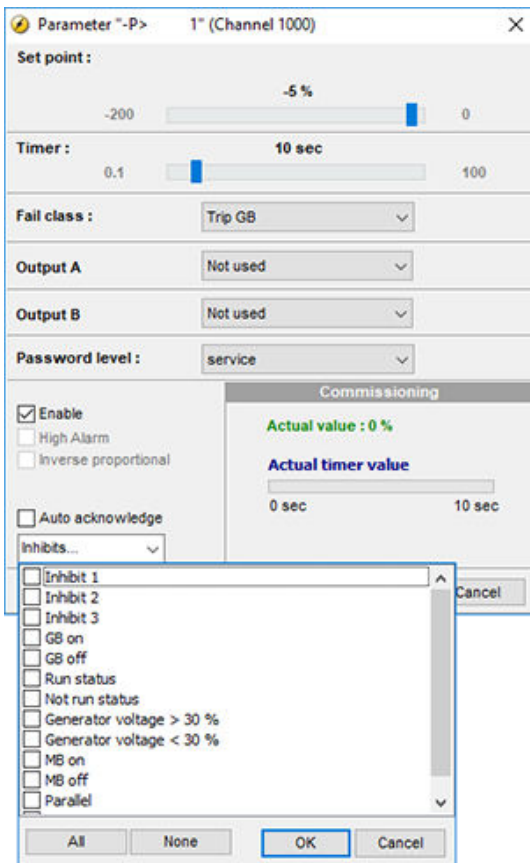 Parameter "-P> 1" (Channel 1000)
Set point :
-5 %
-200 0
Timer : 10 sec
0.1 100
Fail class : Trip GB
Output A Not used
Output B Not used
Password level : service
Commissioning
Enable
High Alarm
Inverse proportional
Actual value : 0 %
Actual timer value
0 sec 10 sec
Auto acknowledge
Inhibits...
Cancel
Inhibit 1
Inhibit 2
Inhibit 3
GB on
GB off
Run status
Not run status
Generator voltage > 30 %
Generator voltage < 30 %
MB on
MB off
Parallel
All None OK Cancel